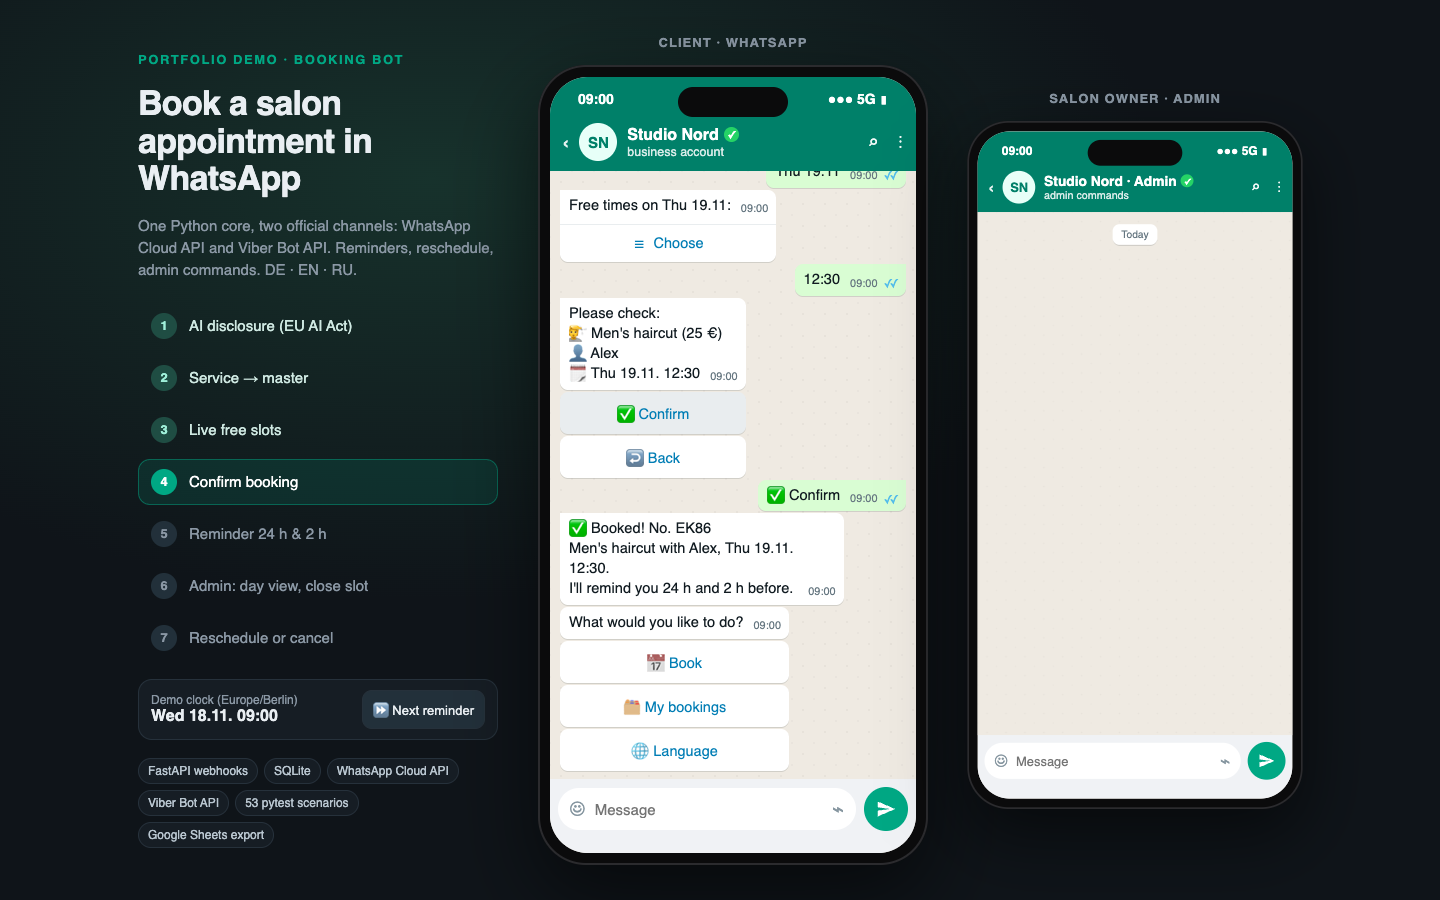 PORTFOLIO DEMO · BOOKING BOT
Book a salon
appointment in
WhatsApp
One Python core, two official channels: WhatsApp
Cloud API and Viber Bot API. Reminders, reschedule,
admin commands. DE · EN · RU.
1 AI disclosure (EU AI Act)
2 Service → master
3 Live free slots
4 Confirm booking
5 Reminder 24 h & 2 h
6 Admin: day view, close slot
7 Reschedule or cancel
Demo clock (Europe/Berlin)
Wed 18.11. 09:00
⏩ Next reminder
FastAPI webhooks SQLite WhatsApp Cloud API
Viber Bot API 53 pytest scenarios
Google Sheets export
CLIENT · WHATSAPP
09:00 5G
SN Studio Nord ✓
business account
Thu 19.11 09:00
Free times on Thu 19.11: 09:00
≡ Choose
12:30 09:00
Please check:
💇‍♂️ Men's haircut (25 €)
👤 Alex
🗓 Thu 19.11. 12:30 09:00
✅ Confirm
↩️ Back
✅ Confirm 09:00
✅ Booked! No. EK86
Men's haircut with Alex, Thu 19.11.
12:30.
I'll remind you 24 h and 2 h before. 09:00
What would you like to do? 09:00
📅 Book
🗂 My bookings
🌐 Language
Message
SALON OWNER · ADMIN
09:00 5G
SN Studio Nord · Admin ✓
admin commands
Today
Message